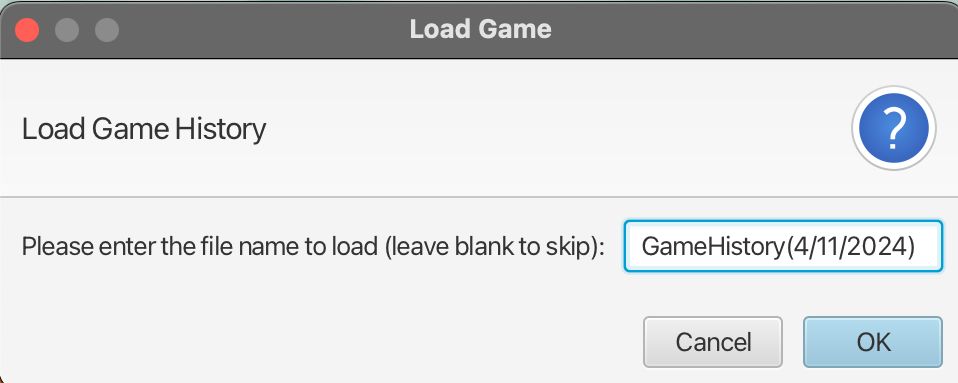 Load Game
Load Game History
?
Please enter the file name to load (leave blank to skip): GameHistory(4/11/2024)
Cancel OK